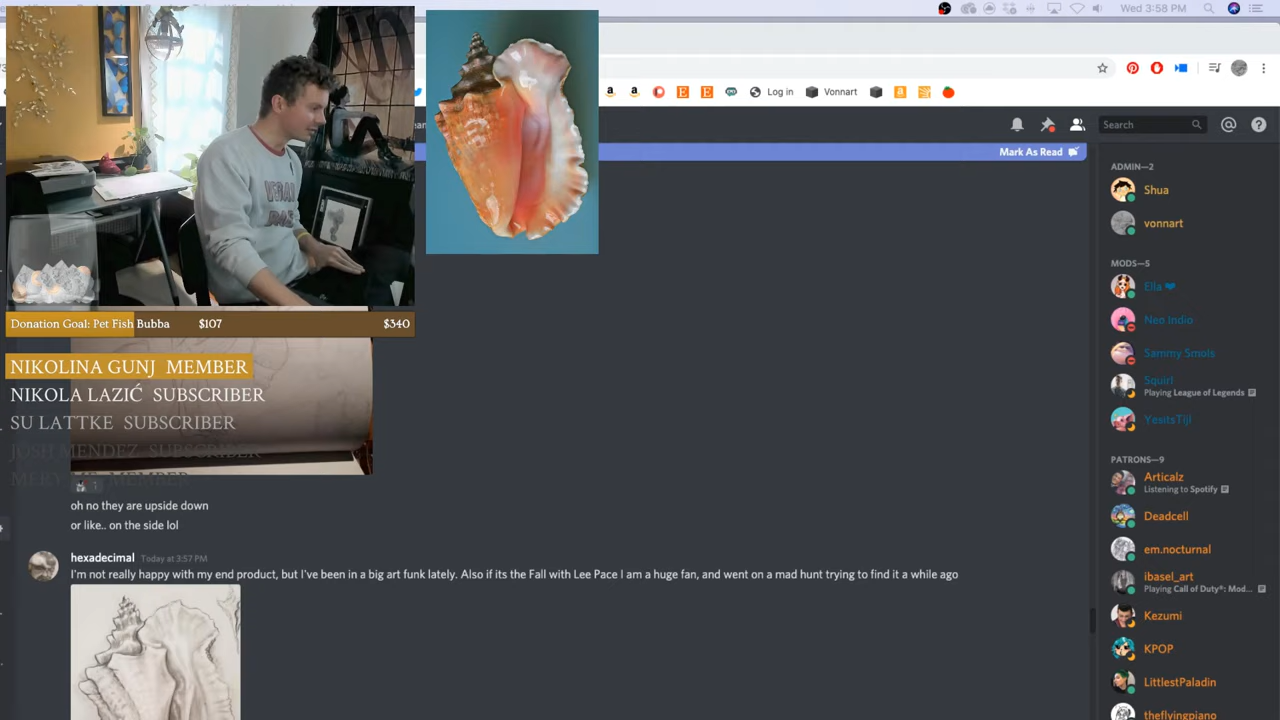 Wed 3:58 PM
Log in
Vonnart
Search
Mark As Read
ADMIN—2
Shua
vonnart
MODS—5
Ella
Neo Indio
Sammy Smols
Squirl
Playing League of Legends
YesitsTijl
PATRONS—9
Articalz
Listening to Spotify
Deadcell
em.nocturnal
ibasel_art
Playing Call of Duty®: Mod...
Kezumi
KPOP
LittlestPaladin
theflyingpiano
Donation Goal: Pet Fish Bubba $107 $340
NIKOLINA GUNJ MEMBER
NIKOLA LAZIĆ SUBSCRIBER
SU LATTKE SUBSCRIBER
JOSH MENDEZ SUBSCRIBER
MEMBER
oh no they are upside down
or like.. on the side lol
hexadecimal Today at 3:57 PM
I'm not really happy with my end product, but I've been in a big art funk lately. Also if its the Fall with Lee Pace I am a huge fan, and went on a mad hunt trying to find it a while ago